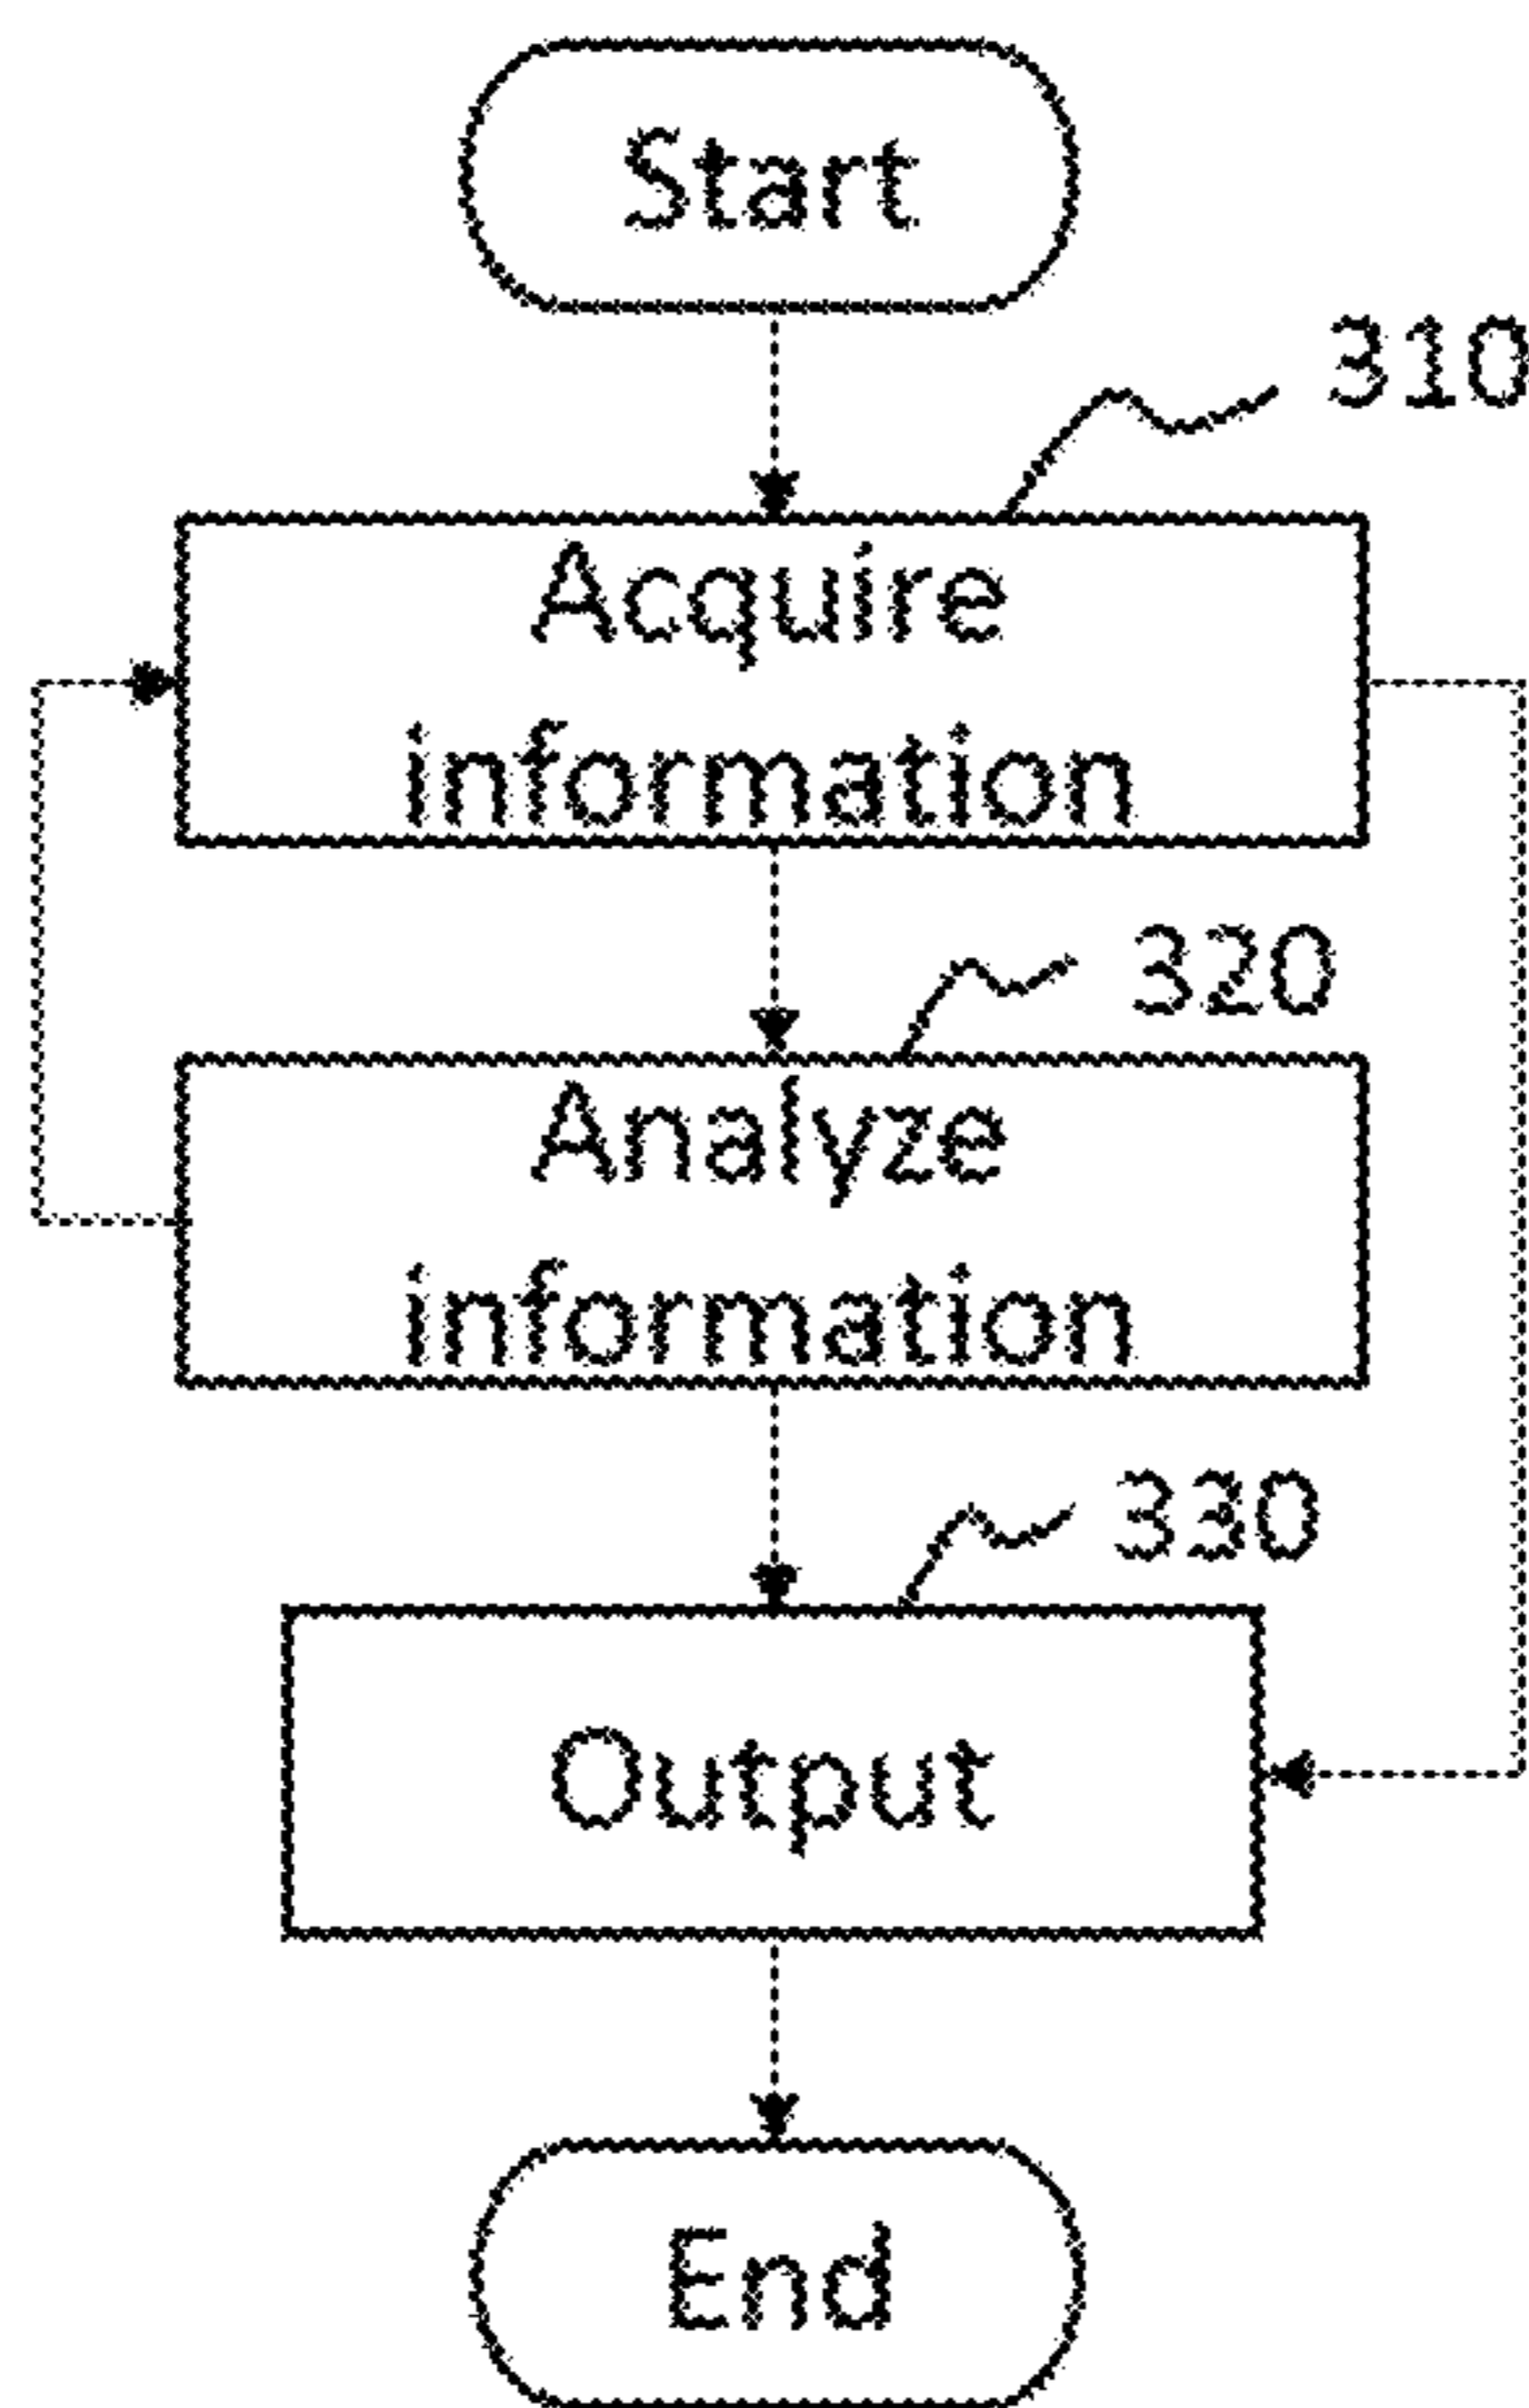 Start
310
Acquire
information
320
Analyze
information
330
Output
End